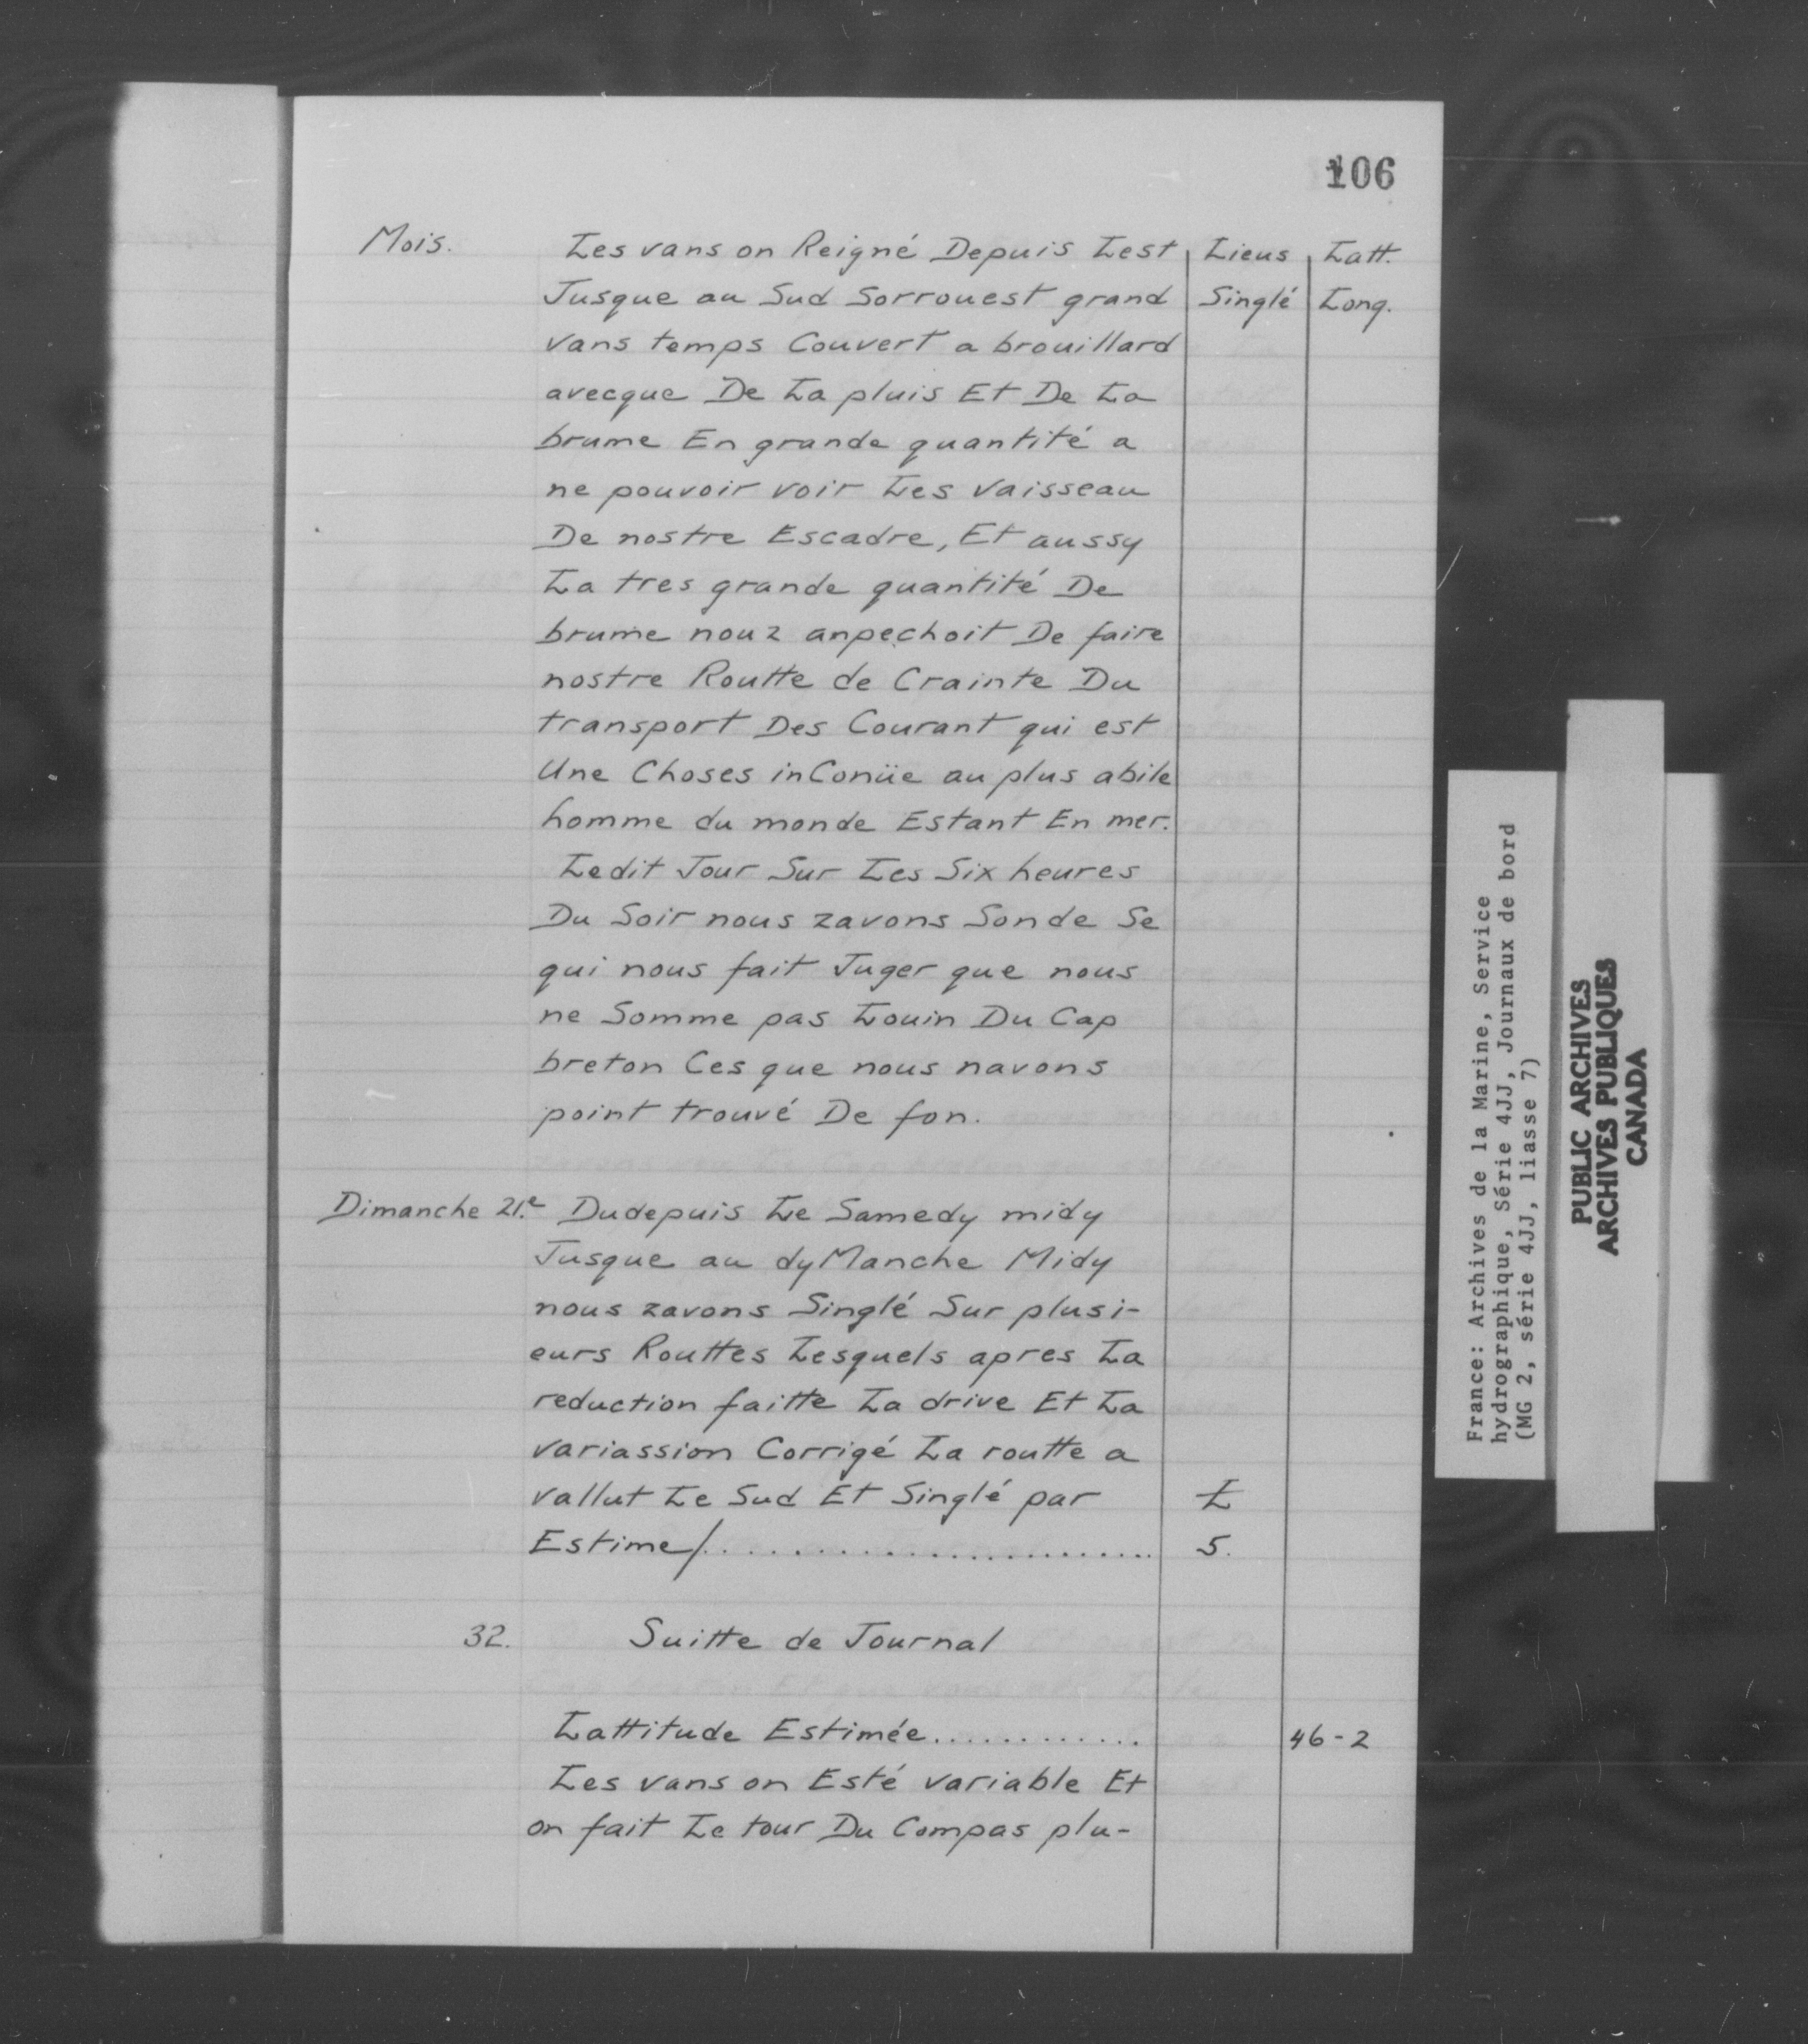 106
Mois. Les vans on Reigné Depuis Lest Lieus Latt.
Jusque au Sud Sorrouest grand Singlé Long.
vans temps Couvert a brouillard
avecque De La pluis Et De La
brume En grande quantité a
ne pouvoir voir Les vaisseau
De nostre Escadre, Et aussy
La tres grande quantité De
brume nouz anpechoit De faire
nostre Routte de Crainte Du
transport Des Courant qui est
Une Choses inConüe au plus abile
homme du monde Estant En mer.
Ledit Jour Sur Les Six heures
Du Soir nous zavons Sonde Se
qui nous fait Juger que nous
ne Somme pas Louin Du Cap
breton Ces que nous navons
point trouvé De fon.
Dimanche 21.e Dudepuis Le Samedy midy
Jusque au dyManche Midy
nous zavons Singlé Sur plusi-
eurs Routtes Lesquels apres La
reduction faitte La drive Et La
variassion Corrigé La routte a
vallut Le Sud Et Singlé par L
Estime/........................ 5.
32. Suitte de Journal
Lattitude Estimée............. 46-2
Les vans on Esté variable Et
on fait Le tour Du Compas plu-
France: Archives de la Marine, Service
hydrographique, Série 4JJ, Journaux de bord
(MG 2, série 4JJ, liasse 7)
PUBLIC ARCHIVES
ARCHIVES PUBLIQUES
CANADA